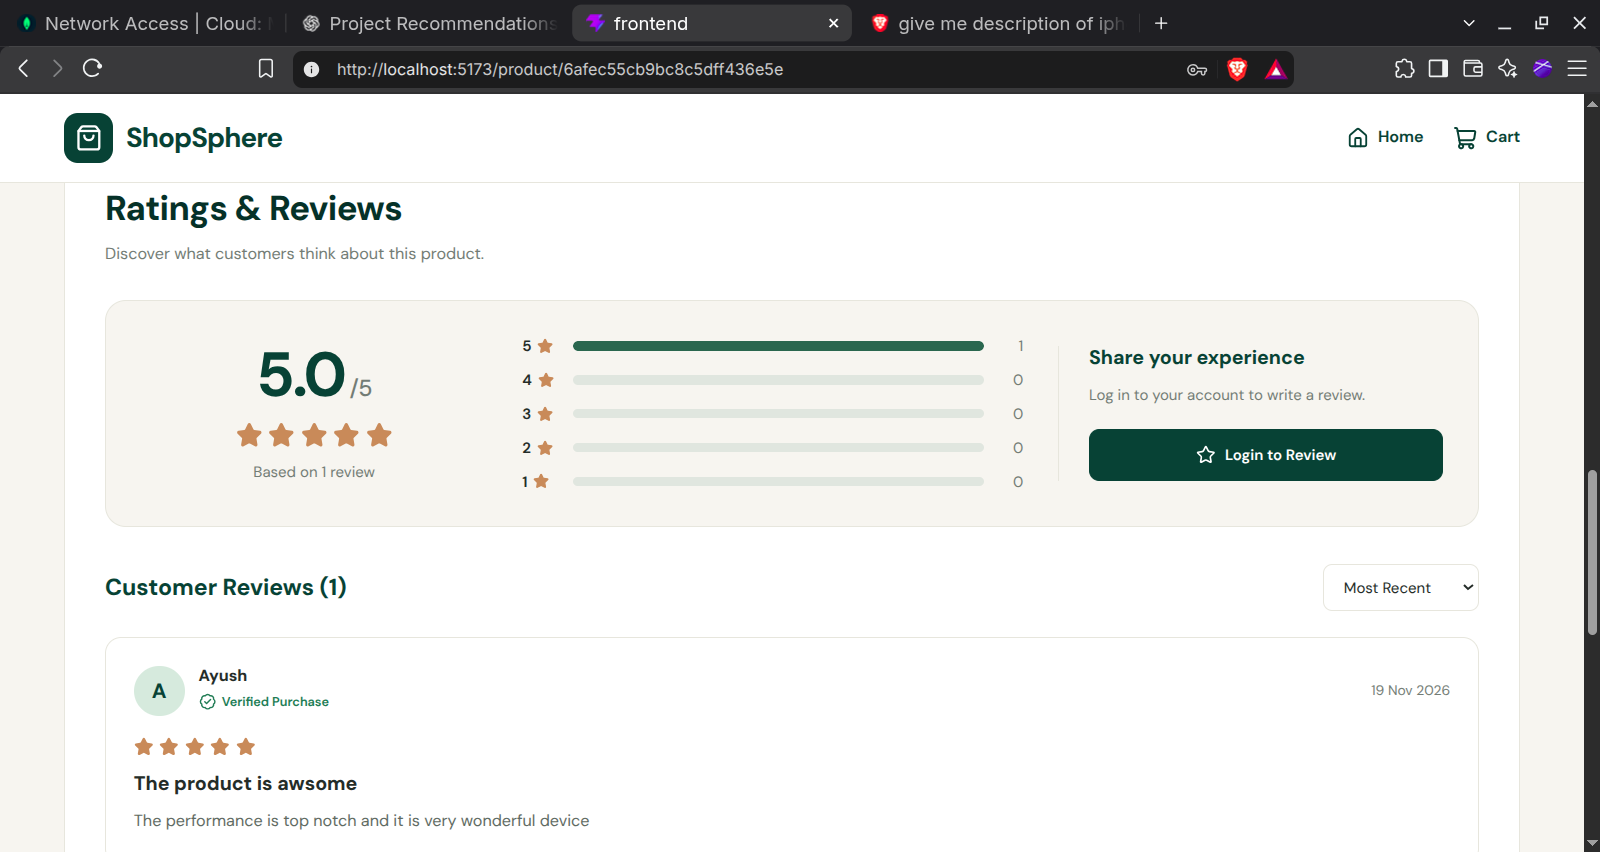 Network Access | Cloud:
Project Recommendations
frontend
give me description of iph
http://localhost:5173/product/6afec55cb9bc8c5dff436e5e
ShopSphere
Home
Cart
Ratings & Reviews
Discover what customers think about this product.
5.0/5
Based on 1 review
5 1
4 0
3 0
2 0
1 0
Share your experience
Log in to your account to write a review.
Login to Review
Customer Reviews (1)
Most Recent
A
Ayush
Verified Purchase
19 Nov 2026
The product is awsome
The performance is top notch and it is very wonderful device